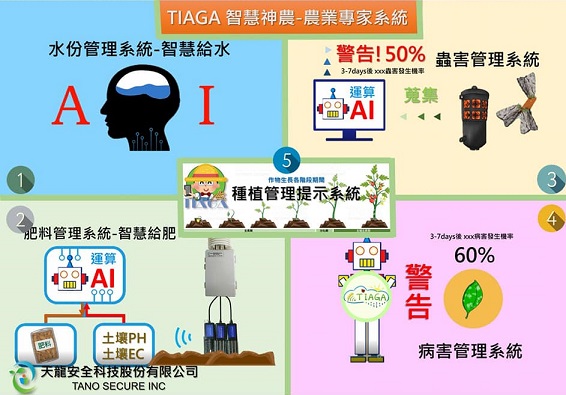 TIAGA 智慧神農-農業專家系統
水份管理系統-智慧給水
A I
1
警告! 50%
3-7days後 xxx蟲害發生機率
蟲害管理系統
運算
AI
蒐集
3
5
作物生長各階段期間
種植管理提示系統
TIAGA
2
肥料管理系統-智慧給肥
運算
AI
肥料
土壤PH
土壤EC
天龍安全科技股份有限公司
TANO SECURE INC
4
3-7days後 xxx病害發生機率
60%
警告
TIAGA
病害管理系統